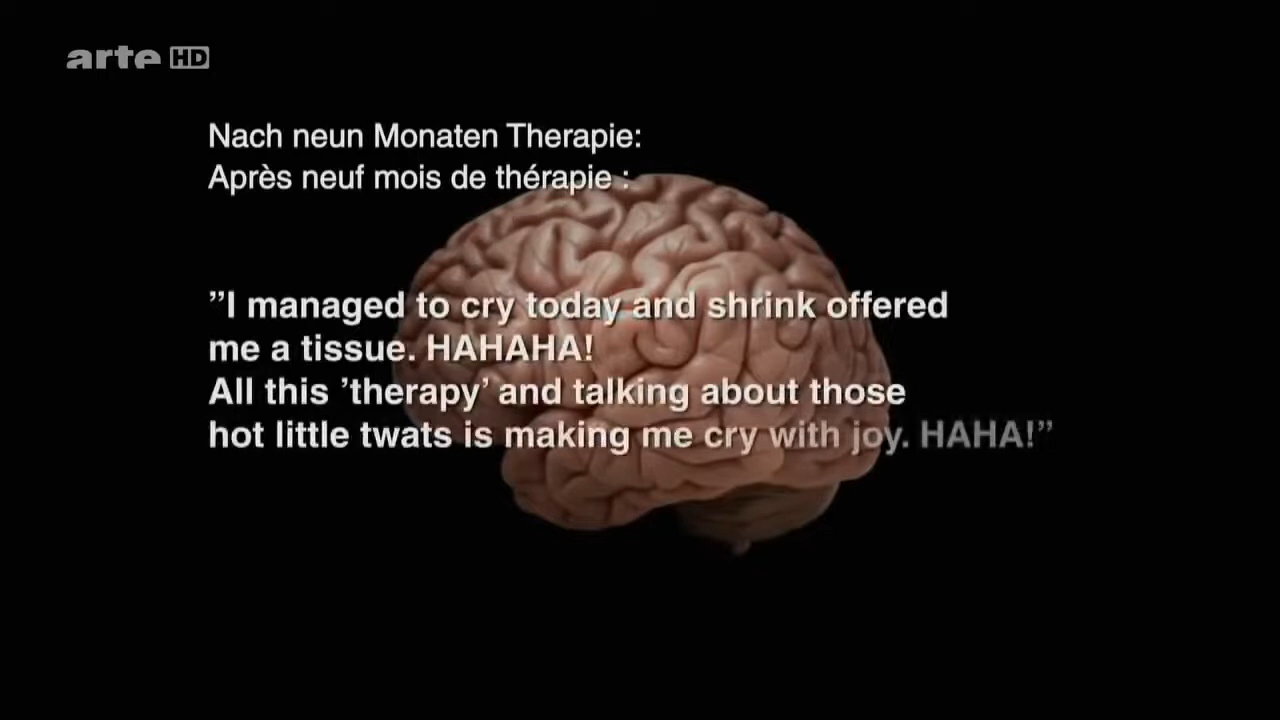 arte HD
Nach neun Monaten Therapie:
Après neuf mois de thérapie :
”I managed to cry today and shrink offered
me a tissue. HAHAHA!
All this ’therapy’ and talking about those
hot little twats is making me cry with joy. HAHA!”